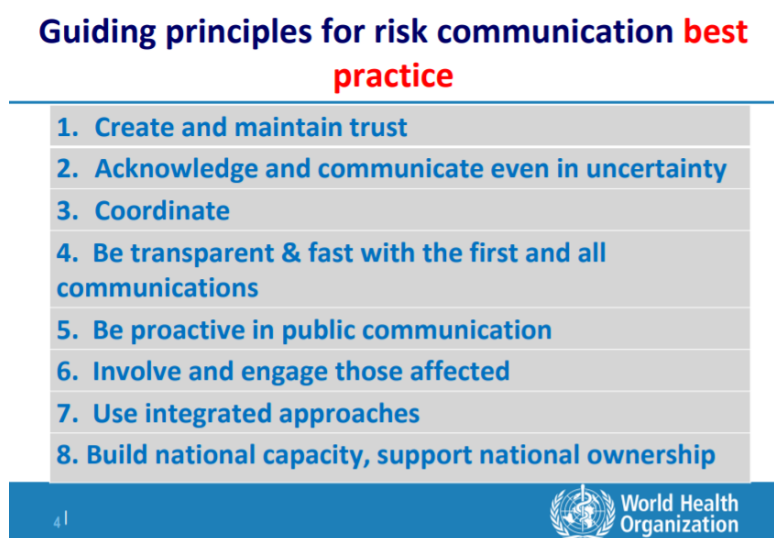 Guiding principles for risk communication best
practice
1. Create and maintain trust
2. Acknowledge and communicate even in uncertainty
3. Coordinate
4. Be transparent & fast with the first and all
communications
5. Be proactive in public communication
6. Involve and engage those affected
7. Use integrated approaches
8. Build national capacity, support national ownership
4 |
World Health
Organization